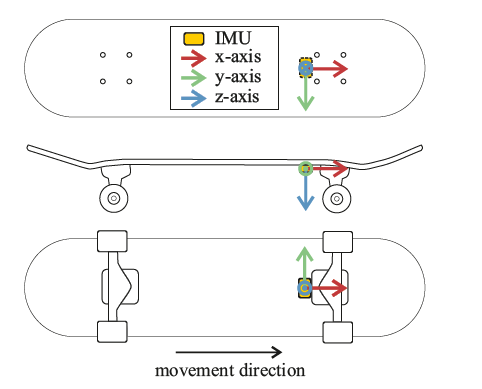 IMU
x-axis
y-axis
z-axis
movement direction